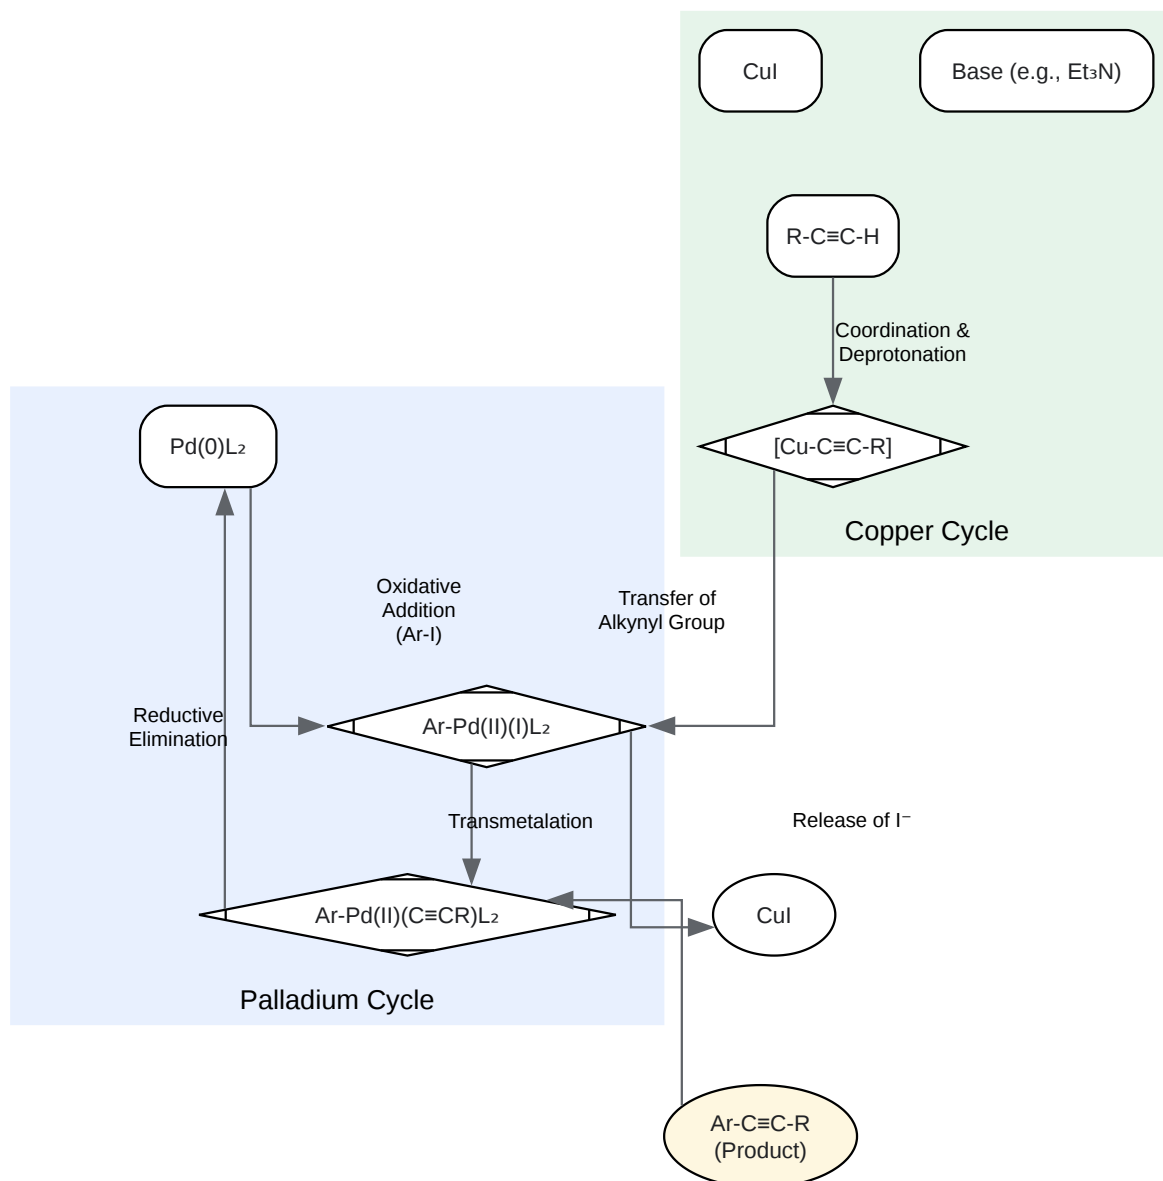 CuI
Base (e.g., Et₃N)
R-C≡C-H
Coordination &
Deprotonation
[Cu-C≡C-R]
Copper Cycle
Pd(0)L₂
Oxidative
Addition
(Ar-I)
Transfer of
Alkynyl Group
Reductive
Elimination
Ar-Pd(II)(I)L₂
Transmetalation
Release of I⁻
Ar-Pd(II)(C≡CR)L₂
CuI
Palladium Cycle
Ar-C≡C-R
(Product)